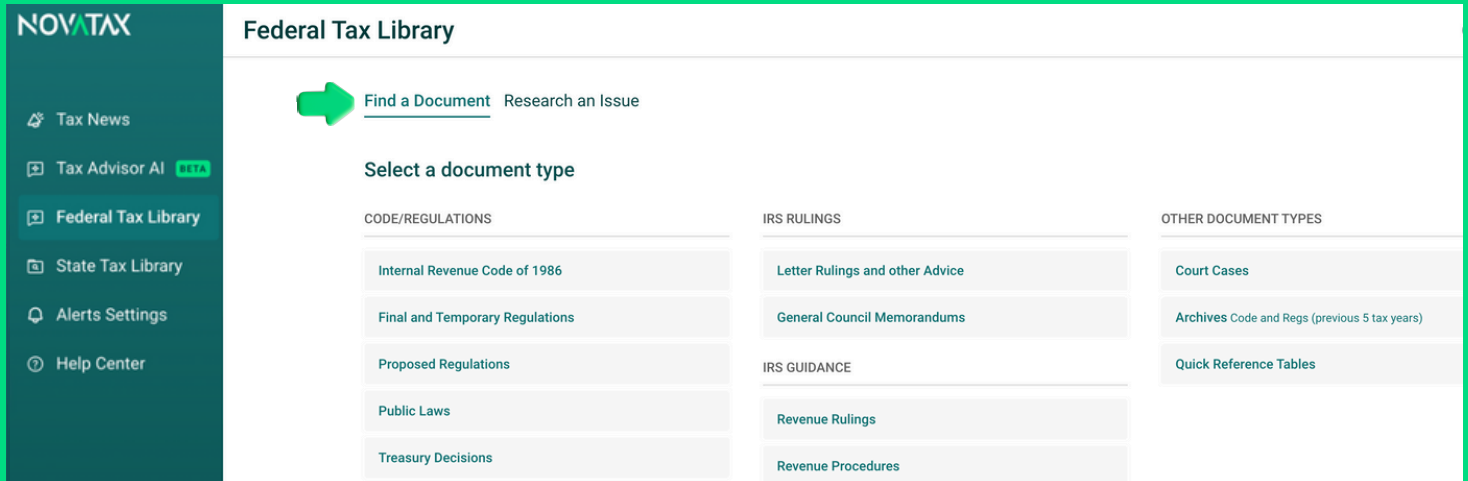 NOVATAX
Tax News
Tax Advisor AI BETA
Federal Tax Library
State Tax Library
Alerts Settings
Help Center
Federal Tax Library
Find a Document Research an Issue
Select a document type
CODE/REGULATIONS
Internal Revenue Code of 1986
Final and Temporary Regulations
Proposed Regulations
Public Laws
Treasury Decisions
IRS RULINGS
Letter Rulings and other Advice
General Council Memorandums
IRS GUIDANCE
Revenue Rulings
Revenue Procedures
OTHER DOCUMENT TYPES
Court Cases
Archives Code and Regs (previous 5 tax years)
Quick Reference Tables